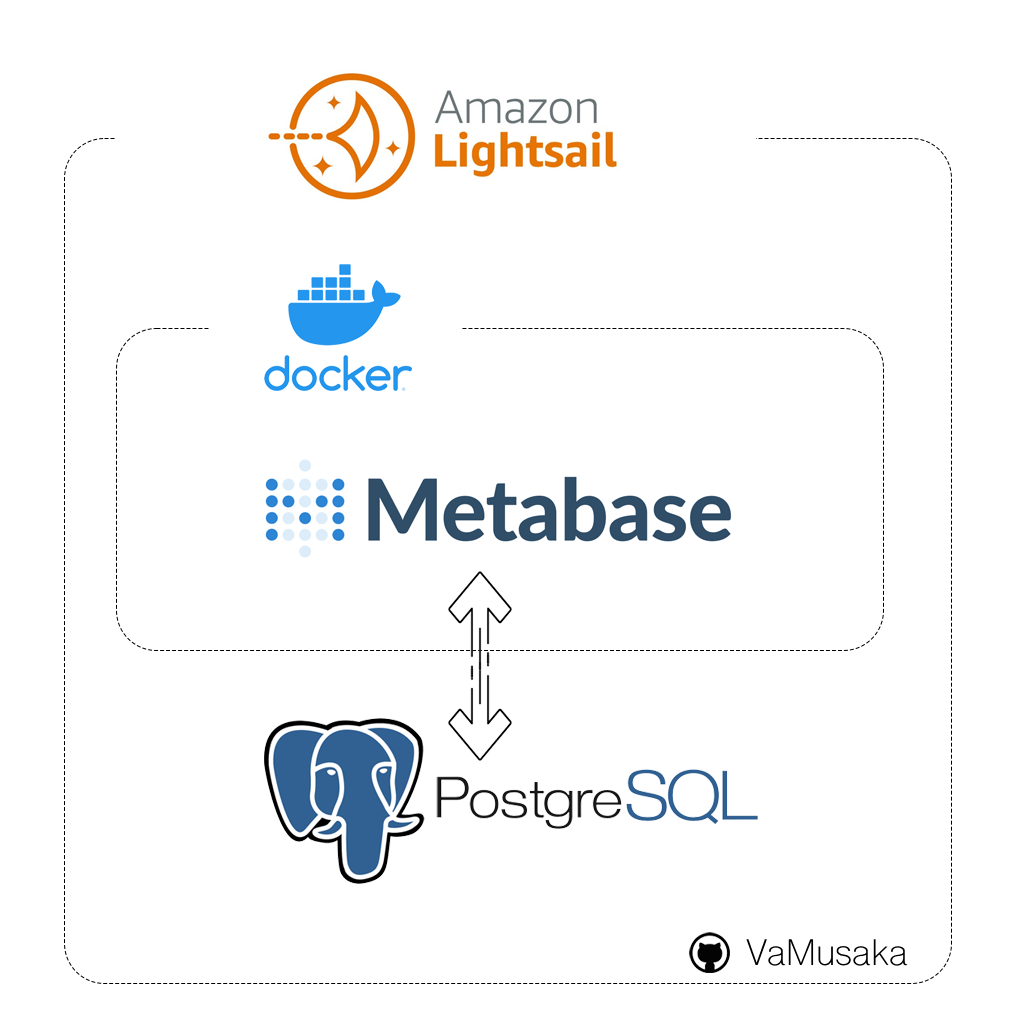 Amazon
Lightsail
docker
Metabase
PostgreSQL
VaMusaka